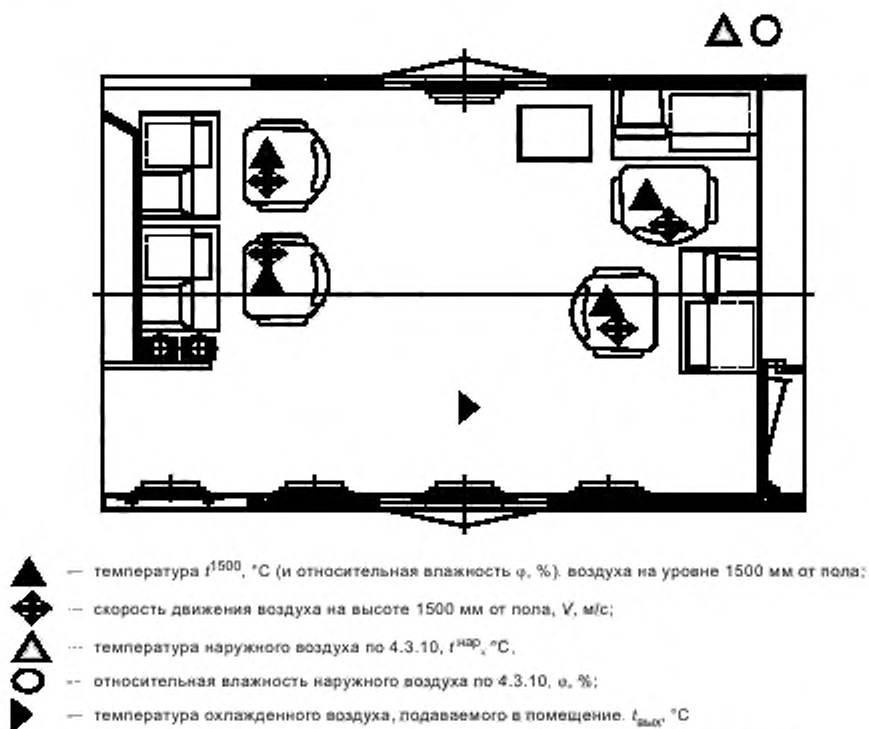 — температура t1500, °С (и относительная влажность φ, %). воздуха на уровне 1500 мм от пола;
— скорость движения воздуха на высоте 1500 мм от пола, V, м/с;
— температура наружного воздуха по 4.3.10, tнар, °С,
— относительная влажность наружного воздуха по 4.3.10, φ, %;
— температура охлажденного воздуха, подаваемого в помещение. tвых, °С